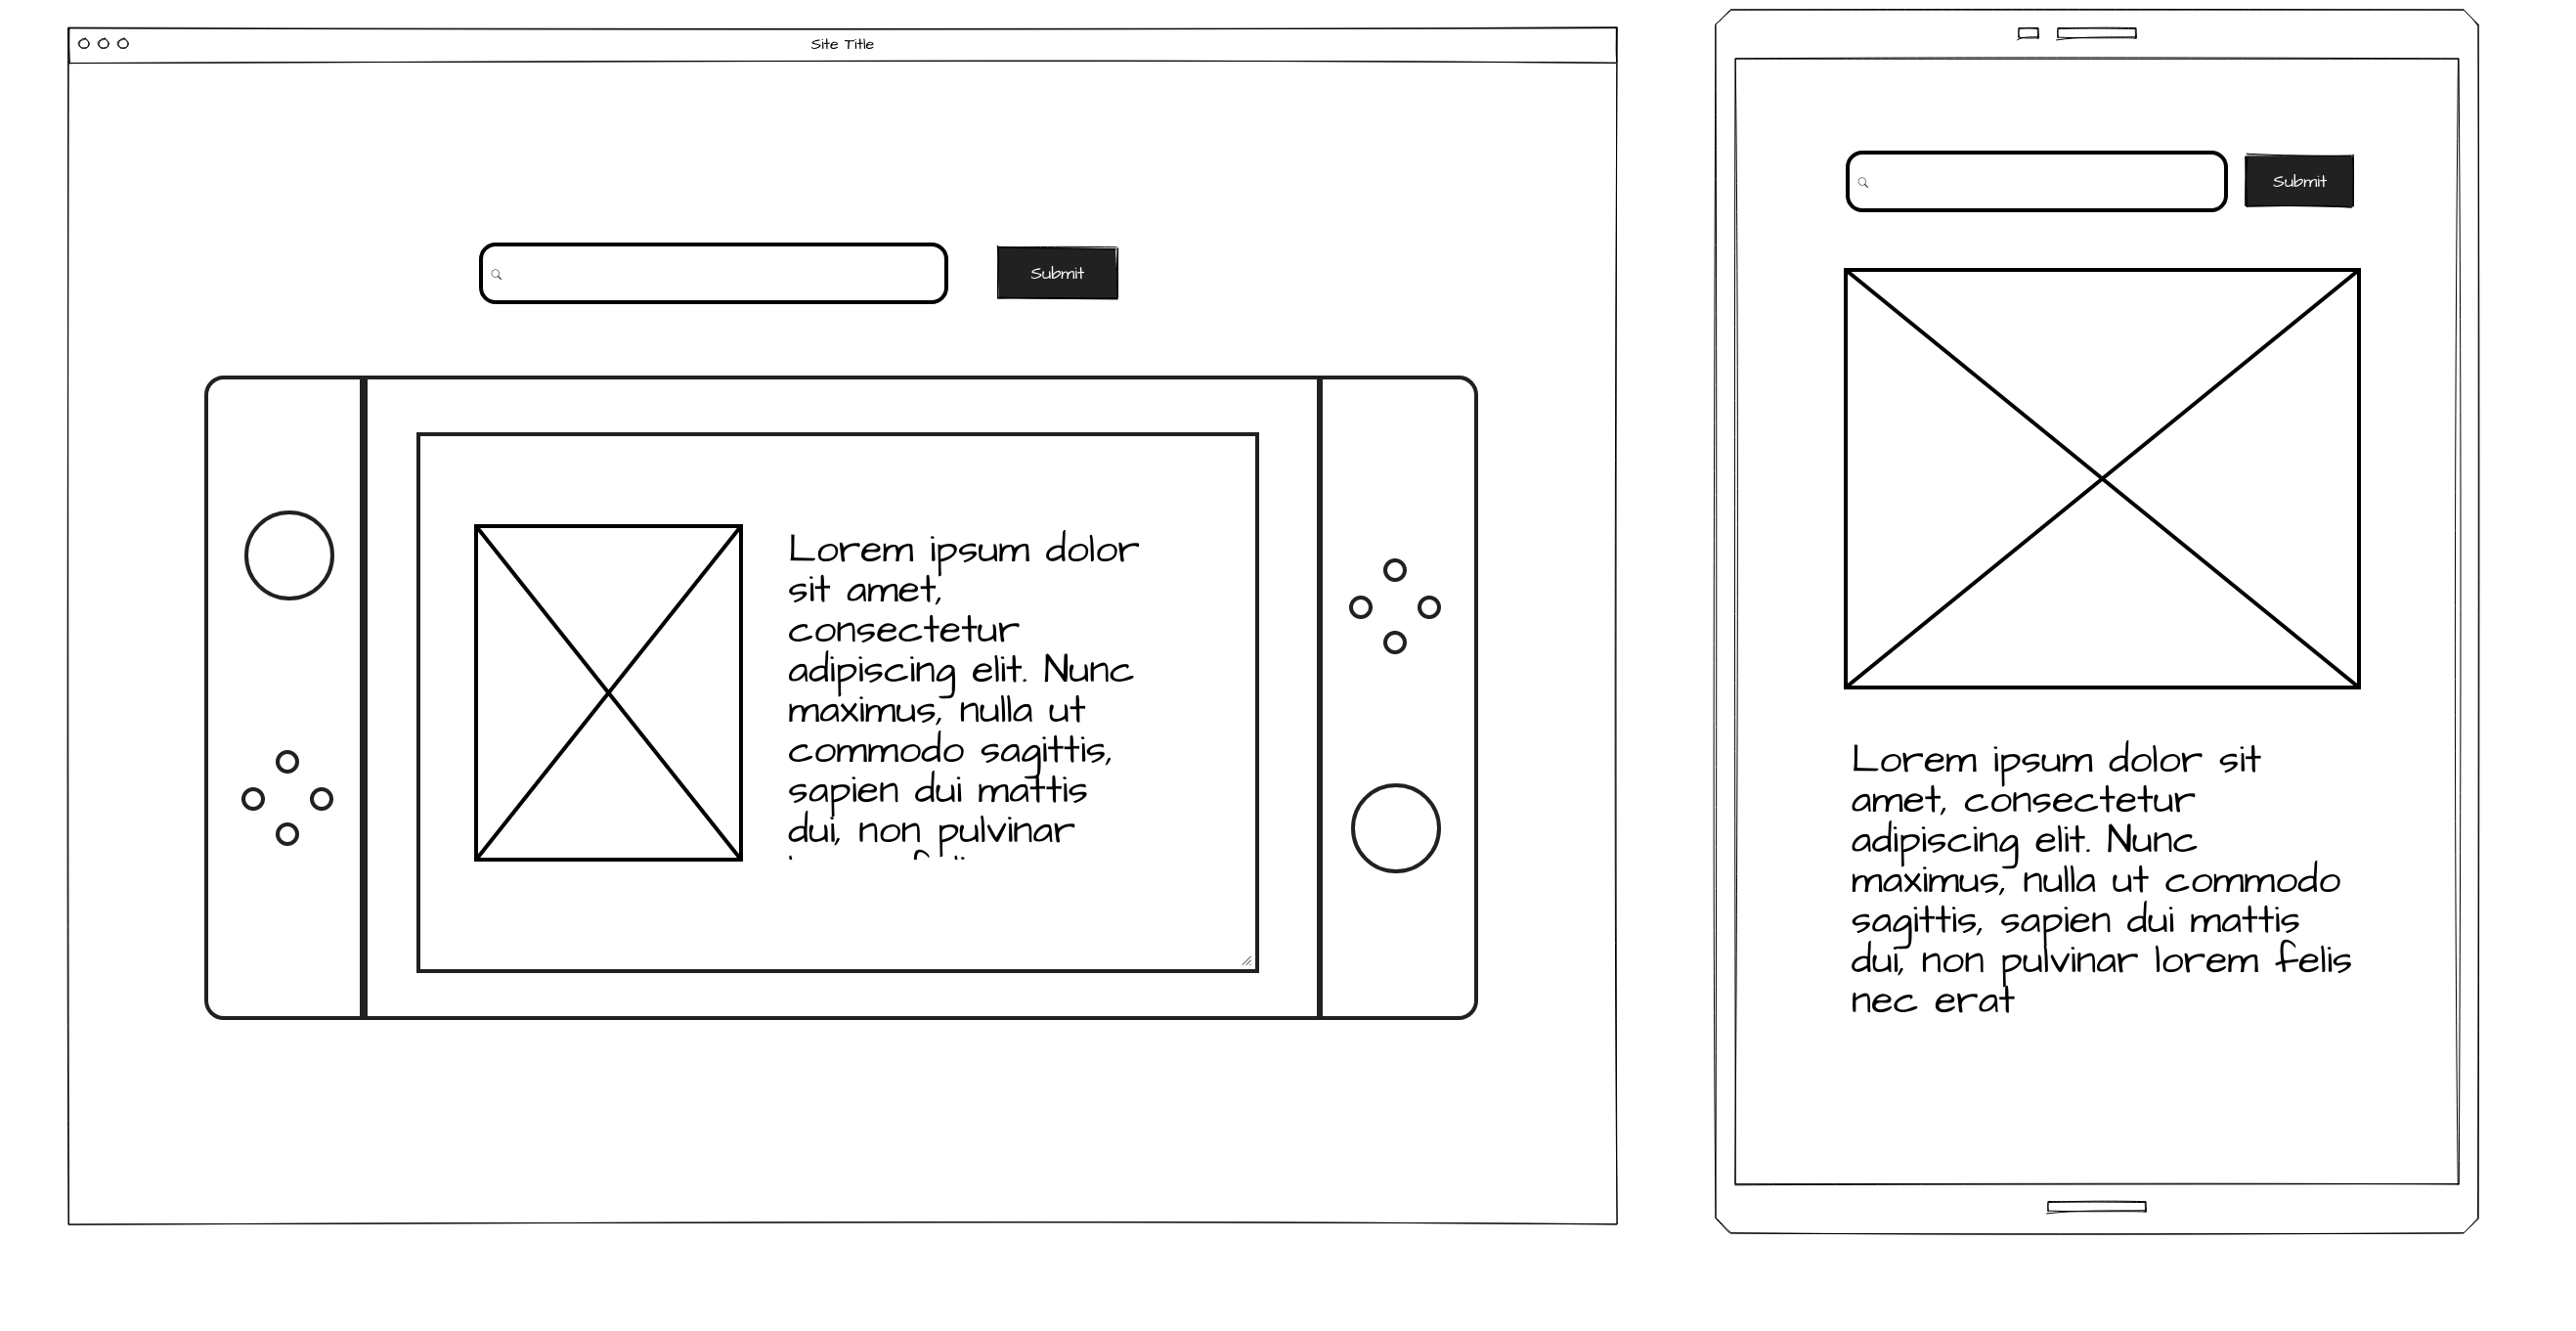 Site Title
Submit
Lorem ipsum dolor
sit amet,
consectetur
adipiscing elit. Nunc
maximus, nulla ut
commodo sagittis,
sapien dui mattis
dui, non pulvinar
Submit
Lorem ipsum dolor sit
amet, consectetur
adipiscing elit. Nunc
maximus, nulla ut commodo
sagittis, sapien dui mattis
dui, non pulvinar lorem felis
nec erat